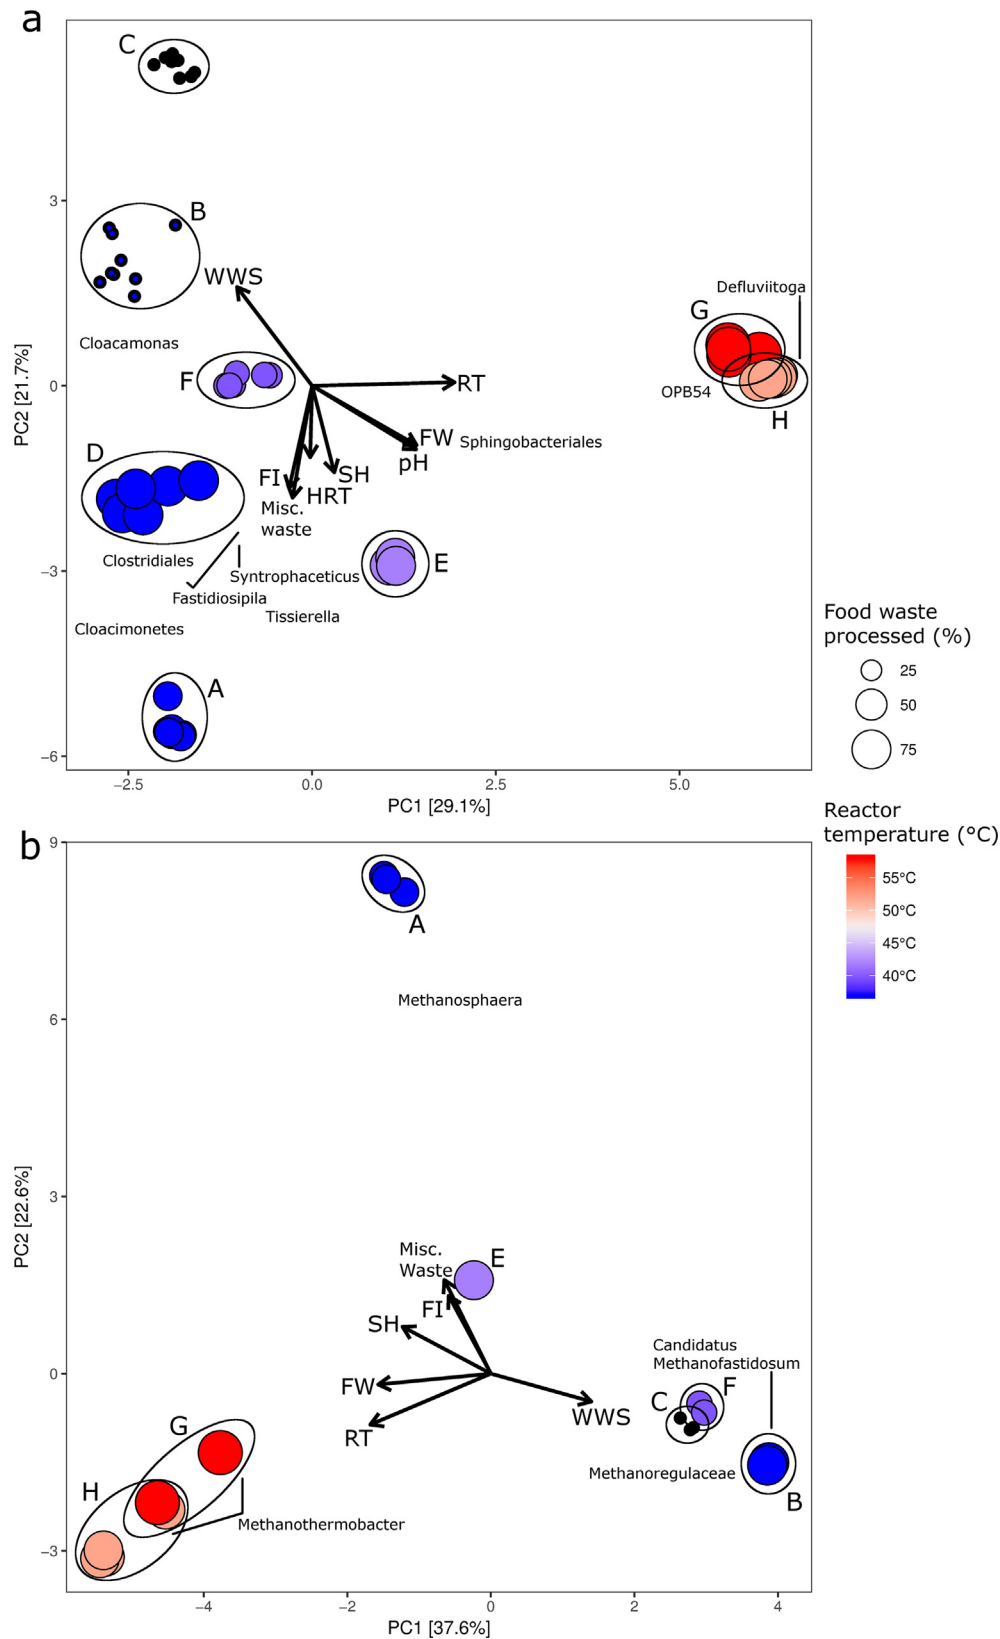 a
C
3
B
WWS
Defluviitoga
G
Cloacamonas
F
0
RT
OPB54
H
PC2 [21.7%]
FW
Sphingobacteriales
pH
D
FI
SH
HRT
Misc.
waste
−3
E
Clostridiales
Syntrophaceticus
Fastidiosipila
Tissierella
Cloacimonetes
A
−6
−2.5
0.0
2.5
5.0
PC1 [29.1%]
Food waste
processed (%)
25
50
75
Reactor
temperature (°C)
55°C
50°C
45°C
40°C
b
9
A
Methanosphaera
6
PC2 [22.6%]
3
Misc.
Waste
E
FI
SH
0
Candidatus
Methanofastidosum
FW
F
C
WWS
RT
G
Methanoregulaceae
H
B
Methanothermobacter
−3
−4
−2
0
2
4
PC1 [37.6%]